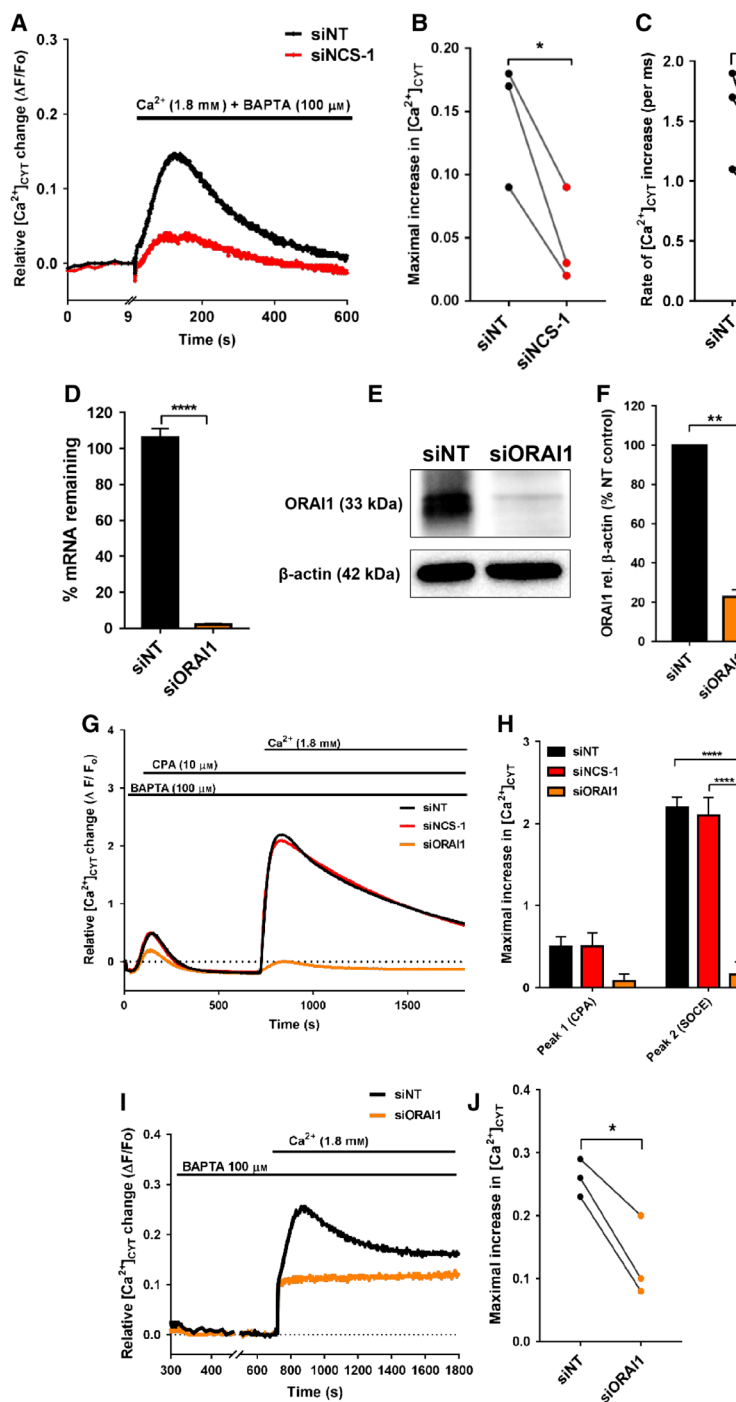 A
siNT
siNCS-1
Ca²⁺ (1.8 mM) + BAPTA (100 µM)
Relative [Ca²⁺]CYT change (ΔF/Fo)
0.3
0.2
0.1
0.0
0
9
200
400
600
Time (s)
B
*
Maximal increase in [Ca²⁺]CYT
0.20
0.15
0.10
0.05
0.00
siNT
siNCS-1
C
Rate of [Ca²⁺]CYT increase (per ms)
2.0
1.5
1.0
0.5
0.0
siNT
D
****
% mRNA remaining
120
100
80
60
40
20
0
siNT
siORAI1
E
siNT
siORAI1
ORAI1 (33 kDa)
β-actin (42 kDa)
F
**
ORAI1 rel. β-actin (% NT control)
120
100
80
60
40
20
0
siNT
siORAI1
G
Ca²⁺ (1.8 mM)
CPA (10 µM)
BAPTA (100 µM)
siNT
siNCS-1
siORAI1
Relative [Ca²⁺]CYT change (Δ F/ Fo)
4
3
2
1
0
0
500
1000
1500
Time (s)
H
siNT
siNCS-1
siORAI1
****
****
Maximal increase in [Ca²⁺]CYT
3
2
1
0
Peak 1 (CPA)
Peak 2 (SOCE)
I
siNT
siORAI1
Ca²⁺ (1.8 mM)
BAPTA 100 µM
Relative [Ca²⁺]CYT change (ΔF/Fo)
0.4
0.3
0.2
0.1
0.0
300
400
600
800
1000
1200
1400
1600
1800
Time (s)
J
*
Maximal increase in [Ca²⁺]CYT
0.4
0.3
0.2
0.1
0.0
siNT
siORAI1